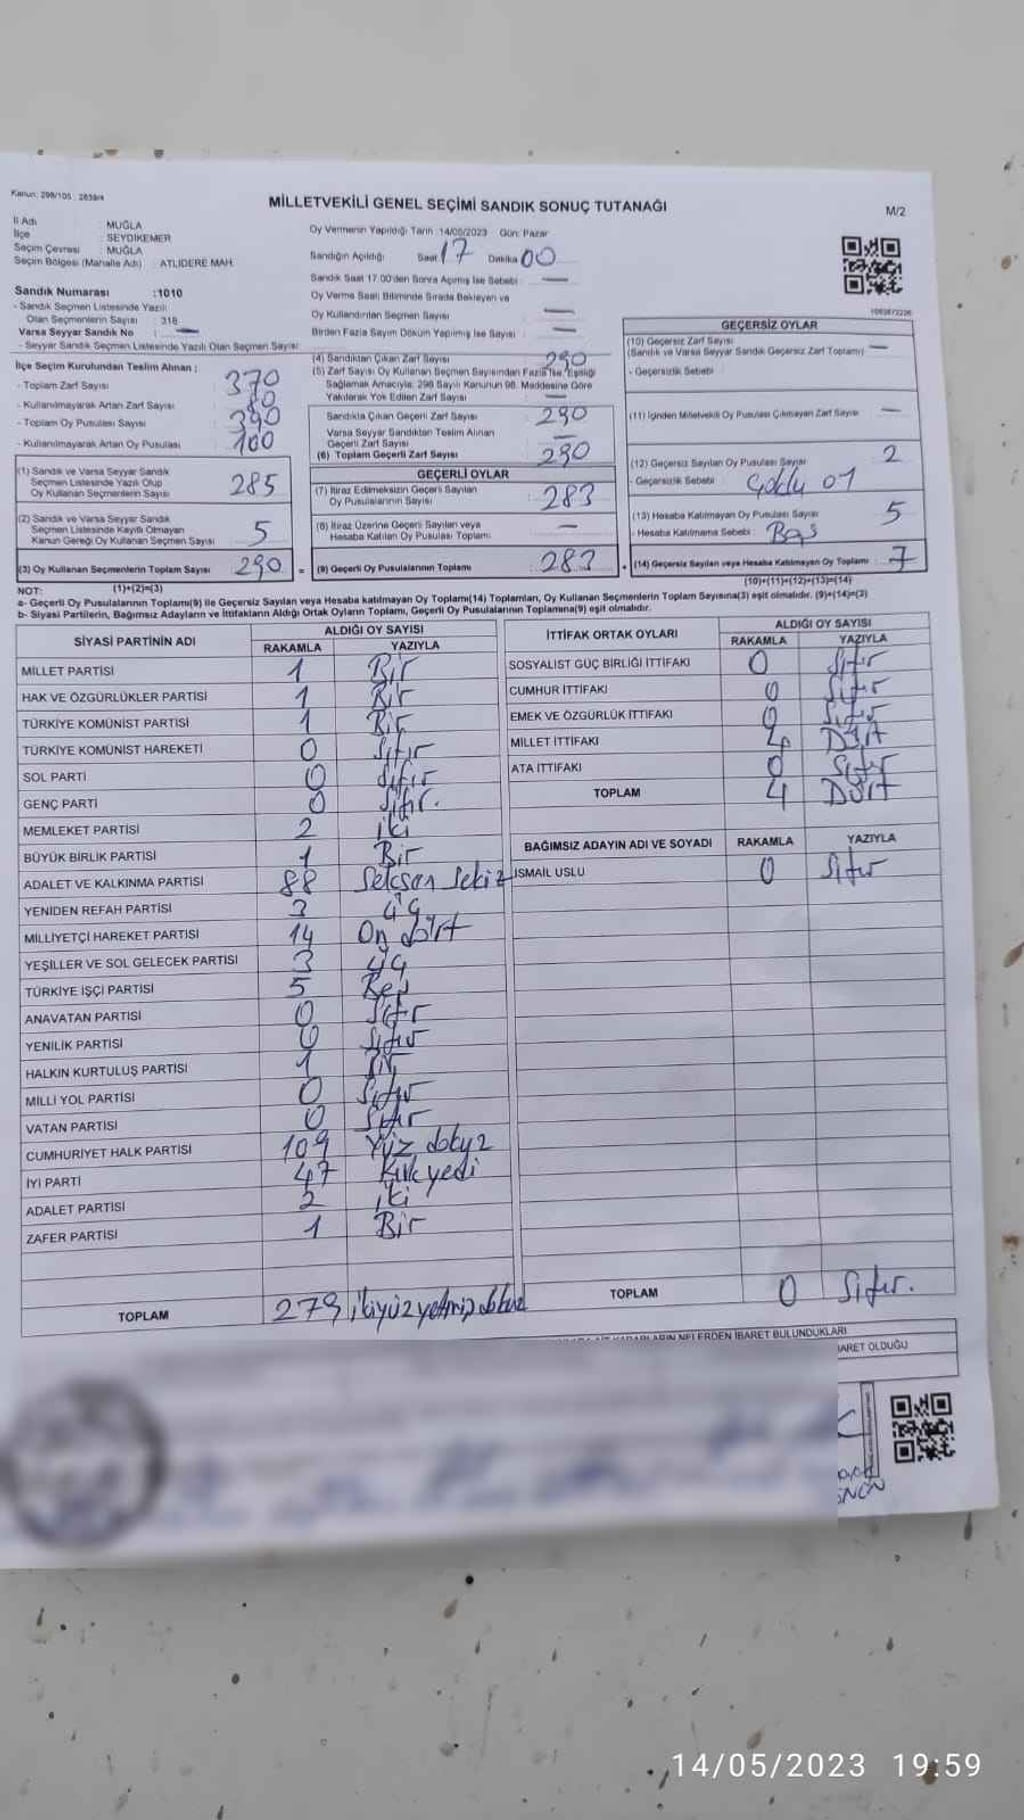 Kanun: 298/105
MİLLETVEKİLİ GENEL SEÇİMİ SANDIK SONUÇ TUTANAĞI
M/2
İl Adı : MUĞLA
İlçe : SEYDİKEMER
Seçim Çevresi : MUĞLA
Seçim Bölgesi (Mahalle Adı) : ATLIDERE MAH.
Oy Vermenin Yapıldığı Tarih :14/05/2023 Gün: Pazar
Sandığın Açıldığı Saat 17 Dakika 00
Sandık Saat 17.00'den Sonra Açılmış İse Sebebi : —
Oy Verme Saati Bitiminde Sırada Bekleyen ve
Oy Kullandırılan Seçmen Sayısı : —
Birden Fazla Sayım Döküm Yapılmış İse Sayısı : —
Sandık Numarası :1010
- Sandık Seçmen Listesinde Yazılı
Olan Seçmenlerin Sayısı : 318
Varsa Seyyar Sandık No : —
- Seyyar Sandık Seçmen Listesinde Yazılı Olan Seçmen Sayısı:
İlçe Seçim Kurulundan Teslim Alınan ;
- Toplam Zarf Sayısı : 370
- Kullanılmayarak Artan Zarf Sayısı :
- Toplam Oy Pusulası Sayısı : 390
- Kullanılmayarak Artan Oy Pusulası : 100
(1) Sandık ve Varsa Seyyar Sandık
Seçmen Listesinde Yazılı Olup
Oy Kullanan Seçmenlerin Sayısı : 285
(2) Sandık ve Varsa Seyyar Sandık
Seçmen Listesinde Kayıtlı Olmayan
Kanun Gereği Oy Kullanan Seçmen Sayısı : 5
(3) Oy Kullanan Seçmenlerin Toplam Sayısı : 290
(1)+(2)=(3)
(4) Sandıktan Çıkan Zarf Sayısı : 290
(5) Zarf Sayısı Oy Kullanan Seçmen Sayısından Fazla İse, Eşitliği
Sağlamak Amacıyla; 298 Sayılı Kanunun 98. Maddesine Göre
Yakılarak Yok Edilen Zarf Sayısı : —
Sandıkta Çıkan Geçerli Zarf Sayısı : 290
Varsa Seyyar Sandıktan Teslim Alınan
Geçerli Zarf Sayısı : —
(6) Toplam Geçerli Zarf Sayısı : 290
GEÇERLİ OYLAR
(7) İtiraz Edilmeksizin Geçerli Sayılan
Oy Pusulalarının Sayısı : 283
(8) İtiraz Üzerine Geçerli Sayılan veya
Hesaba Katılan Oy Pusulası Toplamı : —
(9) Geçerli Oy Pusulalarının Toplamı : 283
GEÇERSİZ OYLAR
(10) Geçersiz Zarf Sayısı
(Sandık ve Varsa Seyyar Sandık Geçersiz Zarf Toplamı) : —
- Geçersizlik Sebebi :
(11) İçinden Milletvekili Oy Pusulası Çıkmayan Zarf Sayısı : —
(12) Geçersiz Sayılan Oy Pusulası Sayısı : 2
- Geçersizlik Sebebi : Çoklu oy
(13) Hesaba Katılmayan Oy Pusulası Sayısı : 5
- Hesaba Katılmama Sebebi : Boş
(14) Geçersiz Sayılan veya Hesaba Katılmayan Oy Toplamı : 7
(10)+(11)+(12)+(13)=(14)
NOT:
a- Geçerli Oy Pusulalarının Toplamı(9) ile Geçersiz Sayılan veya Hesaba katılmayan Oy Toplamı(14) Toplamları, Oy Kullanan Seçmenlerin Toplam Sayısına(3) eşit olmalıdır. (9)+(14)=(3)
b- Siyasi Partilerin, Bağımsız Adayların ve İttifakların Aldığı Ortak Oyların Toplamı, Geçerli Oy Pusulalarının Toplamına(9) eşit olmalıdır.
SİYASİ PARTİNİN ADI ALDIĞI OY SAYISI
RAKAMLA YAZIYLA
MİLLET PARTİSİ 1 Bir
HAK VE ÖZGÜRLÜKLER PARTİSİ 1 Bir
TÜRKİYE KOMÜNİST PARTİSİ 1 Bir
TÜRKİYE KOMÜNİST HAREKETİ 0 Sıfır
SOL PARTİ 0 Sıfır
GENÇ PARTİ 0 Sıfır.
MEMLEKET PARTİSİ 2 iki
BÜYÜK BİRLİK PARTİSİ 1 Bir
ADALET VE KALKINMA PARTİSİ 88 Seksen sekiz
YENİDEN REFAH PARTİSİ 3 üç
MİLLİYETÇİ HAREKET PARTİSİ 14 On dört
YEŞİLLER VE SOL GELECEK PARTİSİ 3 üç
TÜRKİYE İŞÇİ PARTİSİ 5 Beş
ANAVATAN PARTİSİ 0 Sıfır
YENİLİK PARTİSİ 0 Sıfır
HALKIN KURTULUŞ PARTİSİ 1 Bir
MİLLİ YOL PARTİSİ 0 Sıfır
VATAN PARTİSİ 0 Sıfır
CUMHURİYET HALK PARTİSİ 109 Yüz dokuz
İYİ PARTİ 47 Kırk yedi
ADALET PARTİSİ 2 iki
ZAFER PARTİSİ 1 Bir
TOPLAM 279 ikiyüz yetmiş dokuz
İTTİFAK ORTAK OYLARI ALDIĞI OY SAYISI
RAKAMLA YAZIYLA
SOSYALİST GÜÇ BİRLİĞİ İTTİFAKI 0 Sıfır
CUMHUR İTTİFAKI 0 Sıfır
EMEK VE ÖZGÜRLÜK İTTİFAKI 0 Sıfır
MİLLET İTTİFAKI 4 Dört
ATA İTTİFAKI 0 Sıfır
TOPLAM 4 Dört
BAĞIMSIZ ADAYIN ADI VE SOYADI RAKAMLA YAZIYLA
İSMAİL USLU 0 Sıfır
TOPLAM 0 Sıfır.
NELERDEN İBARET BULUNDUKLARI
İBARET OLDUĞU
14/05/2023 19:59